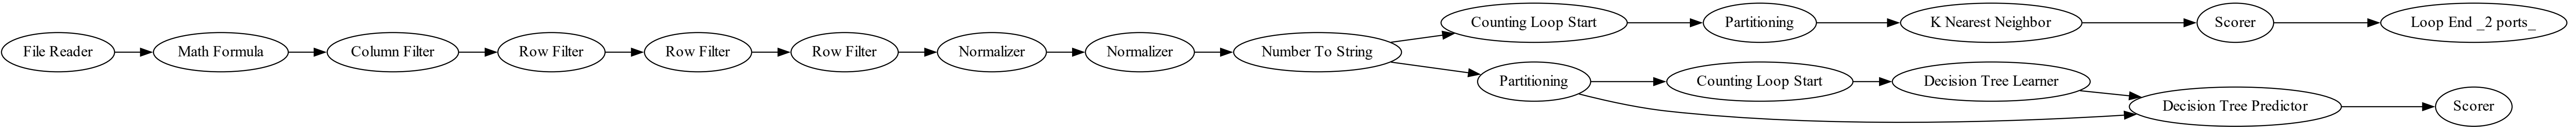 File Reader
Math Formula
Column Filter
Row Filter
Row Filter
Row Filter
Normalizer
Normalizer
Number To String
Counting Loop Start
Partitioning
K Nearest Neighbor
Scorer
Loop End _2 ports_
Partitioning
Counting Loop Start
Decision Tree Learner
Decision Tree Predictor
Scorer